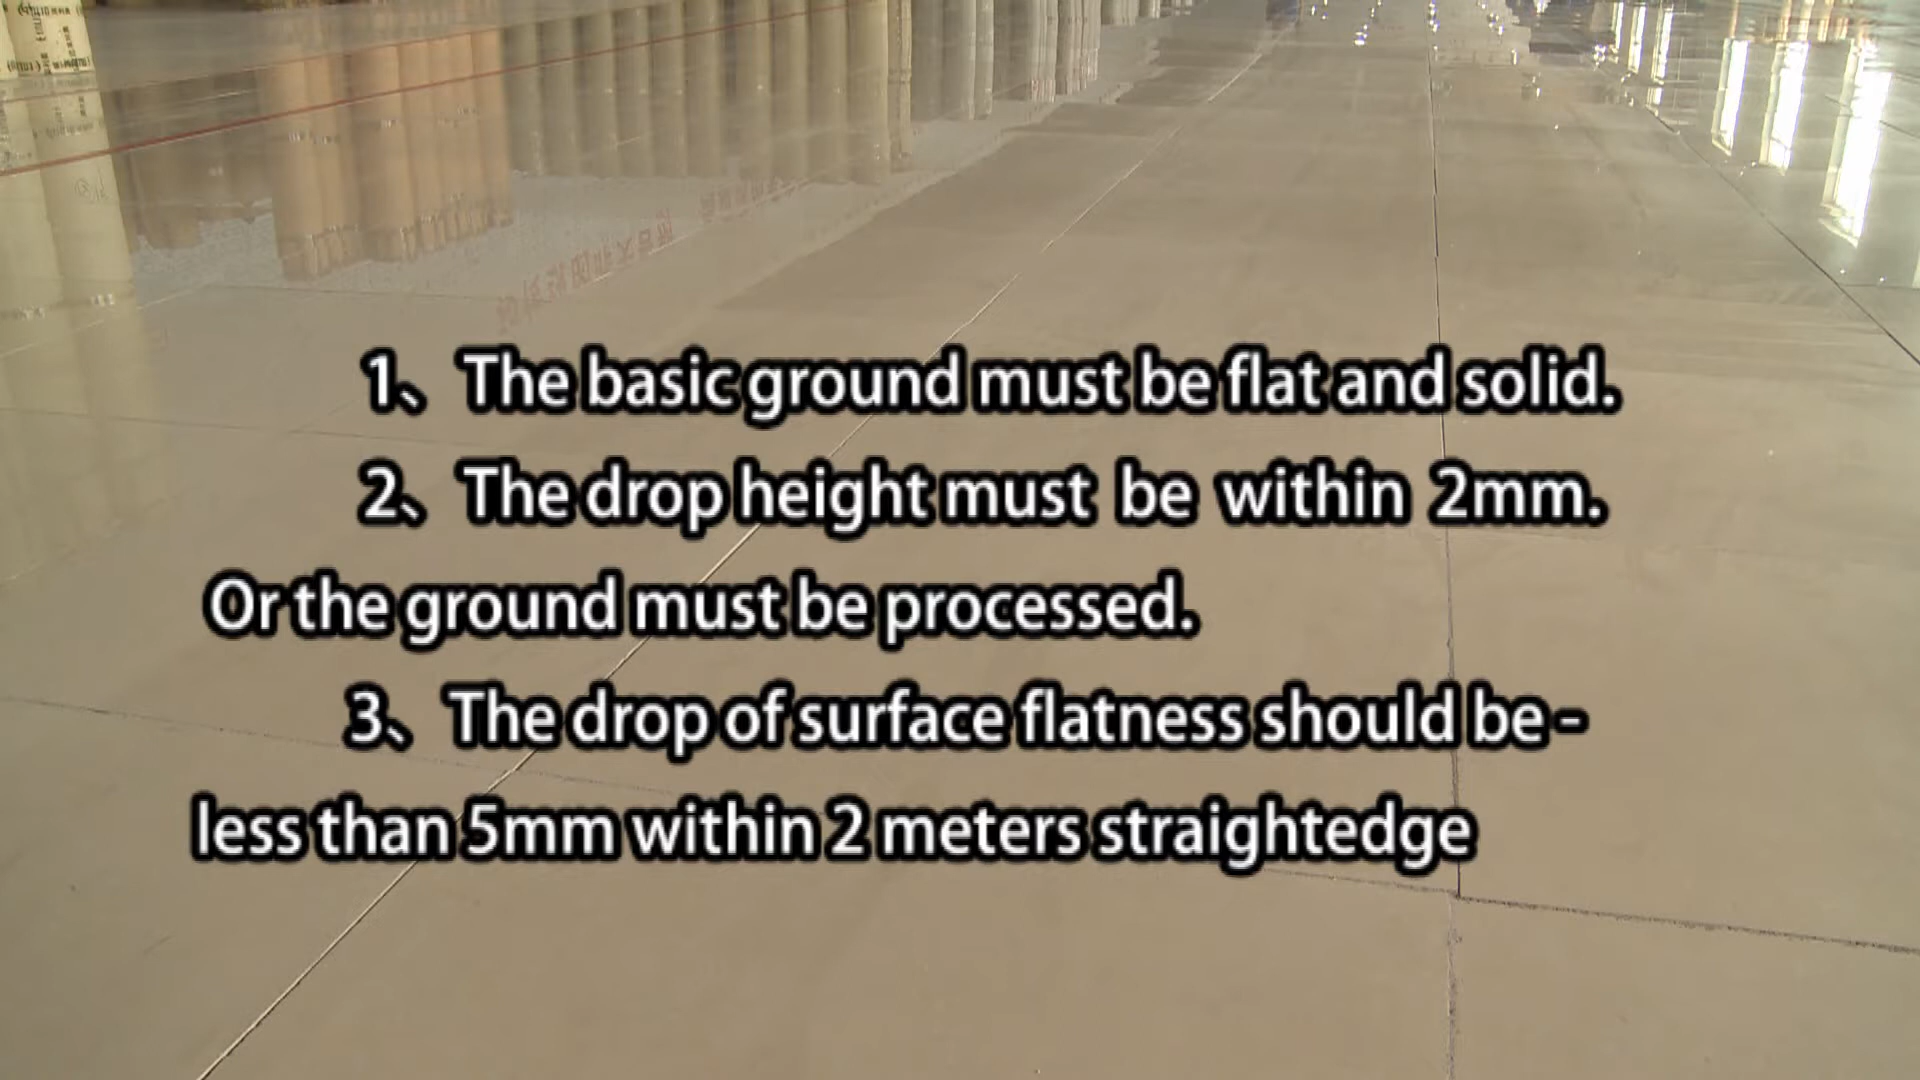 1、 The basic ground must be flat and solid.
2、 The drop height must be within 2mm.
Or the ground must be processed.
3、 The drop of surface flatness should be-
less than 5mm within 2 meters straightedge